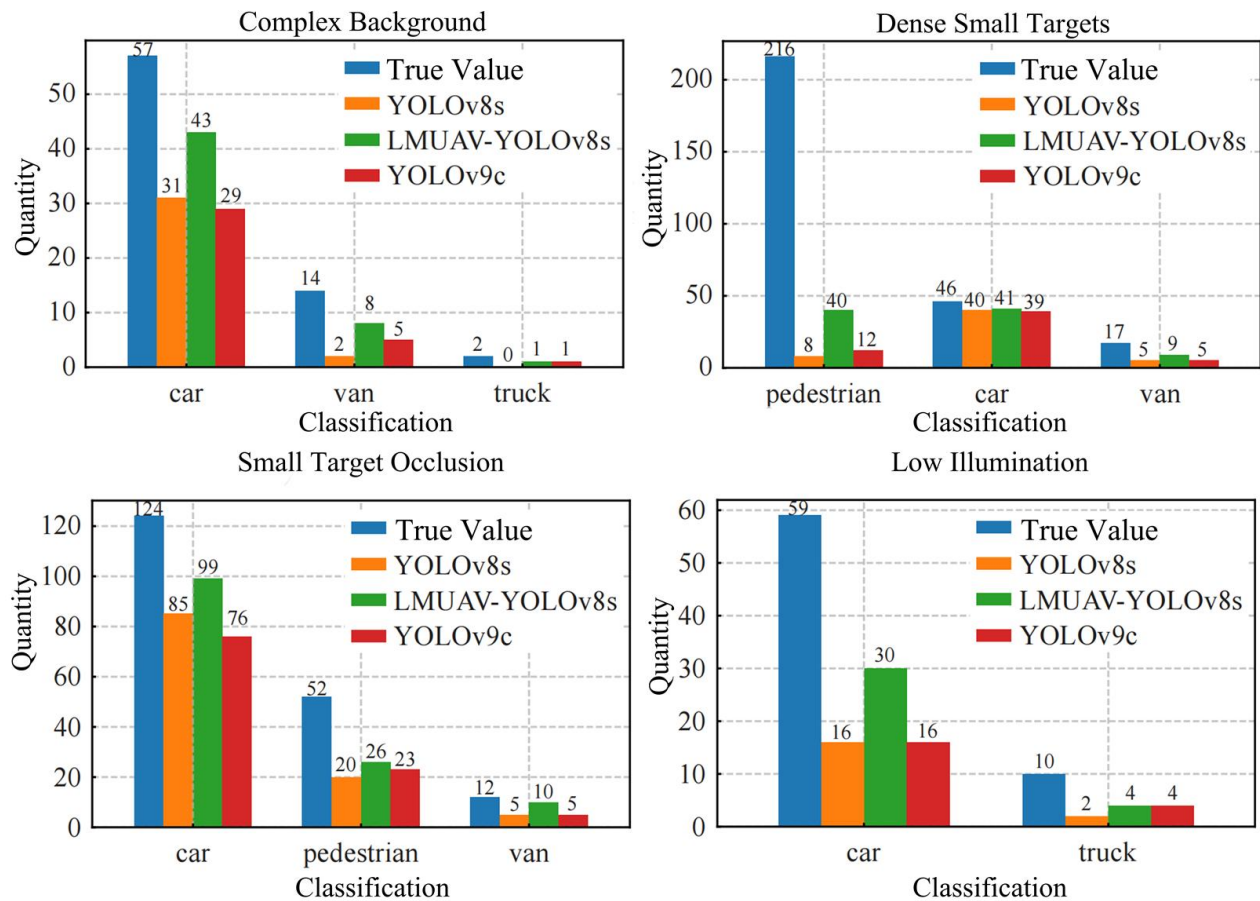 Complex Background
57
50
40
30
20
10
0
Quantity
True Value
YOLOv8s
LMUAV-YOLOv8s
YOLOv9c
31
43
29
14
2
8
5
2
0
1
1
car
van
truck
Classification
Dense Small Targets
216
200
150
100
50
0
Quantity
True Value
YOLOv8s
LMUAV-YOLOv8s
YOLOv9c
8
40
12
46
40
41
39
17
5
9
5
pedestrian
car
van
Classification
Small Target Occlusion
124
120
100
80
60
40
20
0
Quantity
True Value
YOLOv8s
LMUAV-YOLOv8s
YOLOv9c
85
99
76
52
20
26
23
12
5
10
5
car
pedestrian
van
Classification
Low Illumination
59
60
50
40
30
20
10
0
Quantity
True Value
YOLOv8s
LMUAV-YOLOv8s
YOLOv9c
16
30
16
10
2
4
4
car
truck
Classification